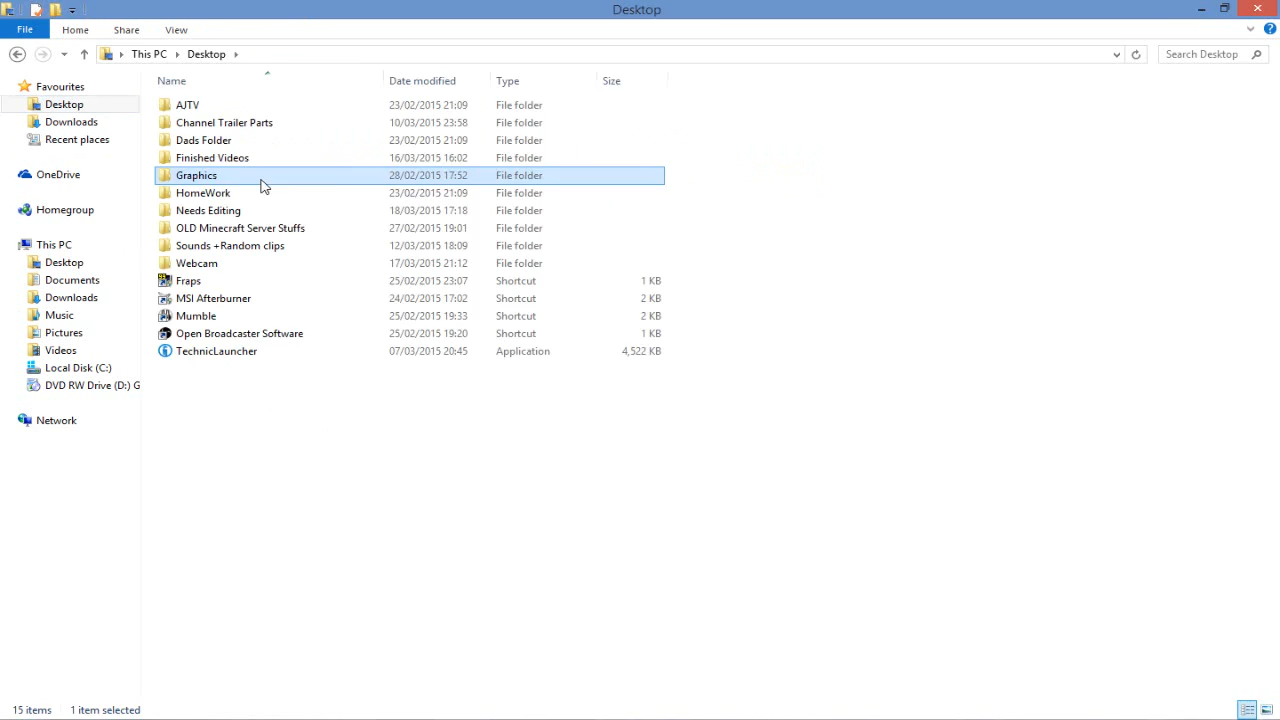 Desktop
File Home Share View
This PC Desktop Search Desktop
Name Date modified Type Size
Favourites
Desktop
Downloads
Recent places
OneDrive
Homegroup
This PC
Desktop
Documents
Downloads
Music
Pictures
Videos
Local Disk (C:)
DVD RW Drive (D:) G
Network
AJTV 23/02/2015 21:09 File folder
Channel Trailer Parts 10/03/2015 23:58 File folder
Dads Folder 23/02/2015 21:09 File folder
Finished Videos 16/03/2015 16:02 File folder
Graphics 28/02/2015 17:52 File folder
HomeWork 23/02/2015 21:09 File folder
Needs Editing 18/03/2015 17:18 File folder
OLD Minecraft Server Stuffs 27/02/2015 19:01 File folder
Sounds +Random clips 12/03/2015 18:09 File folder
Webcam 17/03/2015 21:12 File folder
Fraps 25/02/2015 23:07 Shortcut 1 KB
MSI Afterburner 24/02/2015 17:02 Shortcut 2 KB
Mumble 25/02/2015 19:33 Shortcut 2 KB
Open Broadcaster Software 25/02/2015 19:20 Shortcut 1 KB
TechnicLauncher 07/03/2015 20:45 Application 4,522 KB
15 items 1 item selected